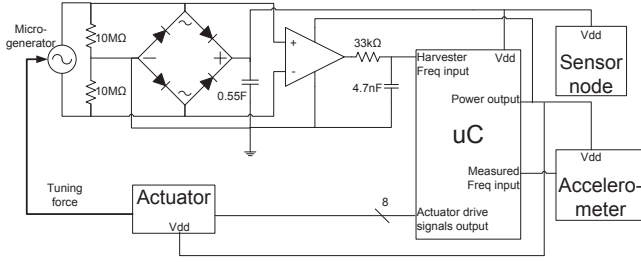 Micro-
generator
10MΩ
10MΩ
~
~
−
+
0.55F
+
-
33kΩ
4.7nF
Harvester
Freq input
Vdd
Power output
uC
Measured
Freq input
Actuator drive
signals output
Vdd
Sensor
node
Vdd
Accelero-
meter
Tuning
force
Actuator
Vdd
8